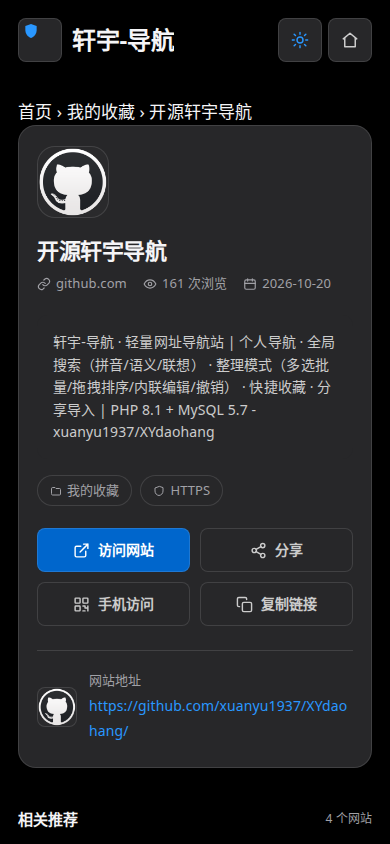 轩宇-导航
首页 › 我的收藏 › 开源轩宇导航
开源轩宇导航
github.com 161 次浏览 2026-10-20
轩宇-导航 · 轻量网址导航站 | 个人导航 · 全局
搜索（拼音/语义/联想） · 整理模式（多选批
量/拖拽排序/内联编辑/撤销） · 快捷收藏 · 分
享导入 | PHP 8.1 + MySQL 5.7 -
xuanyu1937/XYdaohang
我的收藏 HTTPS
访问网站 分享
手机访问 复制链接
网站地址
https://github.com/xuanyu1937/XYdao
hang/
相关推荐 4 个网站